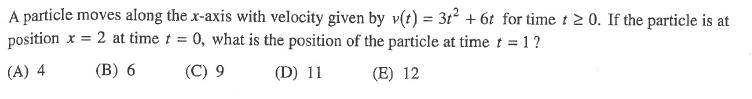 A particle moves along the x-axis with velocity given by v(t) = 3t² + 6t for time t ≥ 0. If the particle is at
position x = 2 at time t = 0, what is the position of the particle at time t = 1 ?
(A) 4 (B) 6 (C) 9 (D) 11 (E) 12